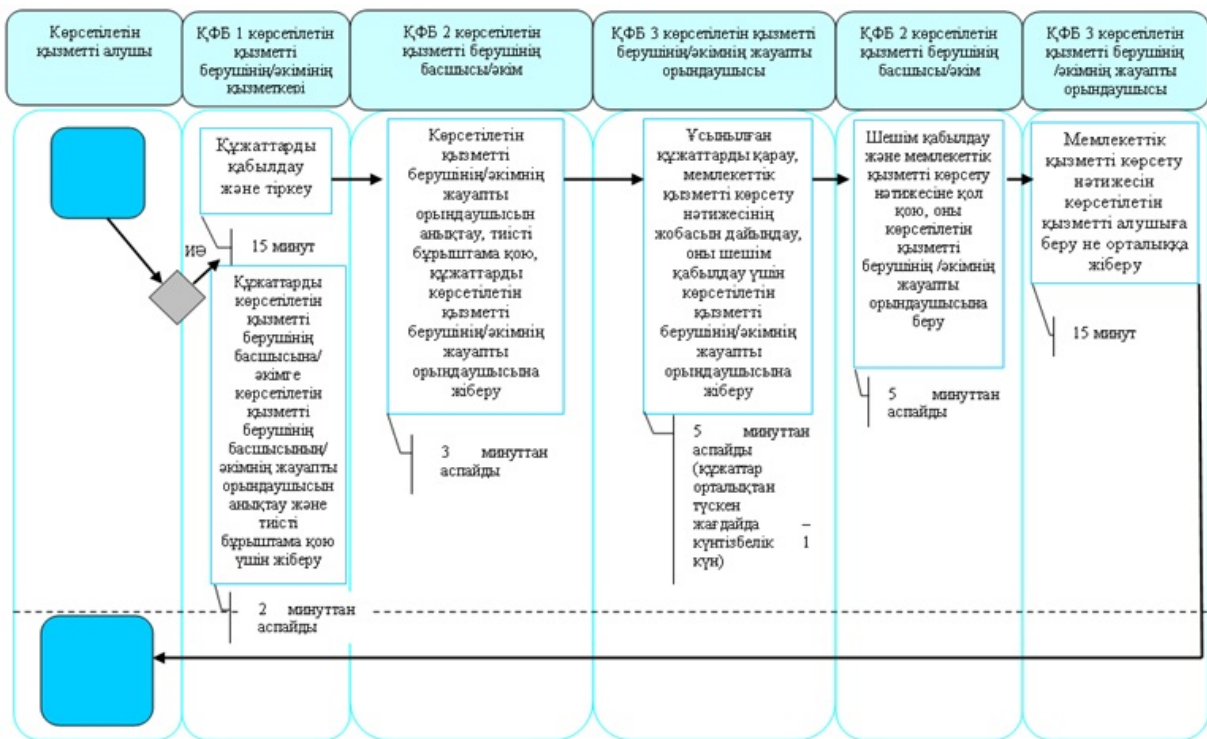 Көрсетілетін
қызметті алушы
ҚФБ 1 көрсетілетін
қызметті
берушінің/әкімінің
қызметкері
ҚФБ 2 көрсетілетін
қызметті берушінің
басшысы/әкім
ҚФБ 3 көрсетілетін қызметті
берушінің/әкімнің жауапты
орындаушысы
ҚФБ 2 көрсетілетін
қызметті берушінің
басшысы/әкім
ҚФБ 3 көрсетілетін
қызметті берушінің
/әкімнің жауапты
орындаушысы
ИӘ
Құжаттарды
қабылдау
және тіркеу
15 минут
Құжаттарды
көрсетілетін
қызметті
берушінің
басшысына/
әкімге
көрсетілетін
қызметті
берушінің
басшысының/
әкімнің жауапты
орындаушысын
анықтау және
тиісті
бұрыштама қою
үшін жіберу
2 минуттан
аспайды
Көрсетілетін
қызметті
берушінің/әкімнің
жауапты
орындаушысын
анықтау, тиісті
бұрыштама қою,
құжаттарды
көрсетілетін
қызметті
берушінің/әкімнің
жауапты
орындаушысына
жіберу
3 минуттан
аспайды
Ұсынылған
құжаттарды қарау,
мемлекеттік
қызметті көрсету
нәтижесінің
жобасын дайындау,
оны шешім
қабылдау үшін
көрсетілетін
қызметті
берушінің/әкімнің
жауапты
орындаушысына
жіберу
5 минуттан
аспайды
(құжаттар
орталықтан
түскен
жағдайда –
күнтізбелік 1
күн)
Шешім қабылдау
және мемлекеттік
қызметті көрсету
нәтижесіне қол
қою, оны
көрсетілетін
қызметті
берушінің /әкімнің
жауапты
орындаушысына
беру
5 минуттан
аспайды
Мемлекеттік
қызметті көрсету
нәтижесін
көрсетілетін
қызметті алушыға
беру не орталыққа
жіберу
15 минут